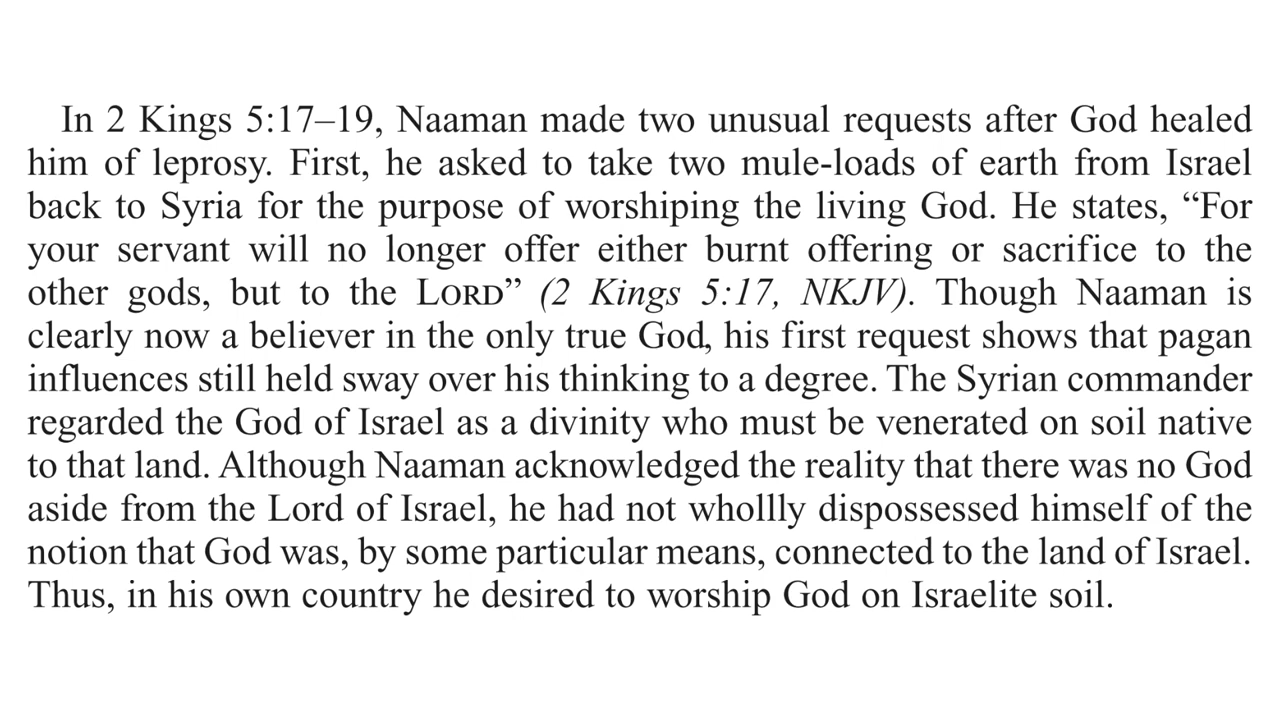 In 2 Kings 5:17–19, Naaman made two unusual requests after God healed
him of leprosy. First, he asked to take two mule-loads of earth from Israel
back to Syria for the purpose of worshiping the living God. He states, “For
your servant will no longer offer either burnt offering or sacrifice to the
other gods, but to the LORD” (2 Kings 5:17, NKJV). Though Naaman is
clearly now a believer in the only true God, his first request shows that pagan
influences still held sway over his thinking to a degree. The Syrian commander
regarded the God of Israel as a divinity who must be venerated on soil native
to that land. Although Naaman acknowledged the reality that there was no God
aside from the Lord of Israel, he had not whollly dispossessed himself of the
notion that God was, by some particular means, connected to the land of Israel.
Thus, in his own country he desired to worship God on Israelite soil.